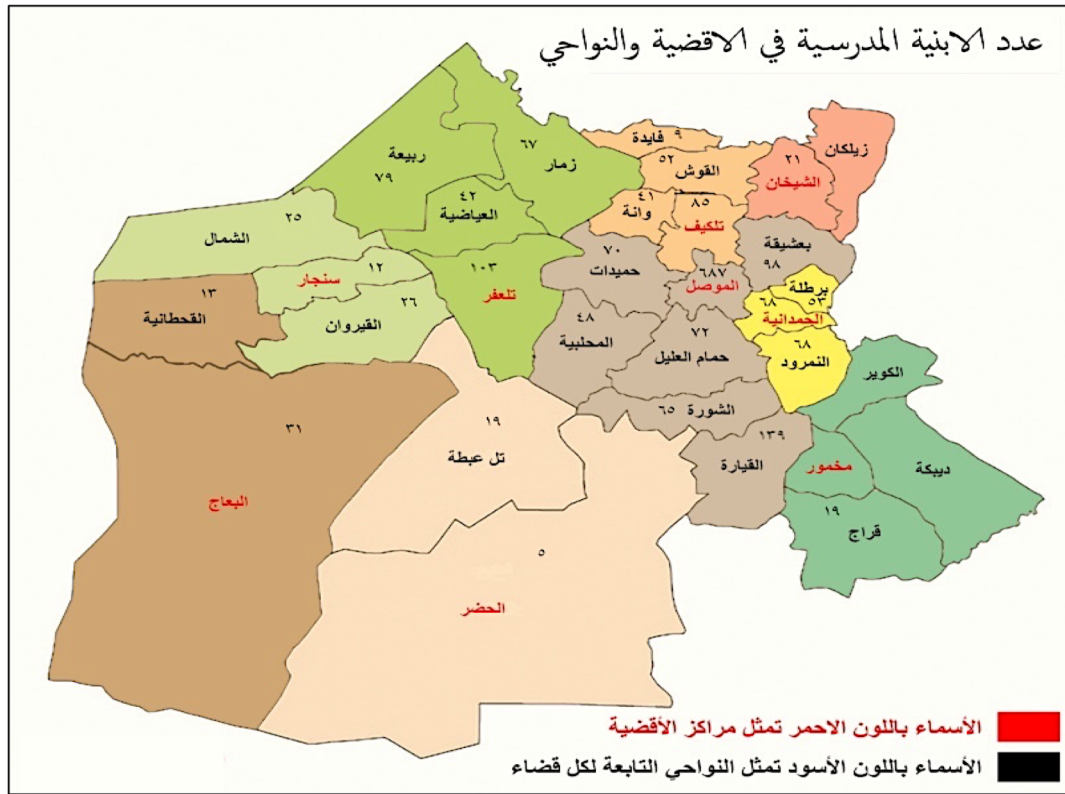 عدد الابنية المدرسية في الاقضية والنواحي
فايدة ٩
زيلكان
ربيعة
٧٩
٦٧
زمار
٥٢
القوش
٢١
الشيخان
٤٢
العياضية
٤١
وانة
٨٥
تلكيف
بعشيقة
٩٨
٢٥
الشمال
١٢
سنجار
١٠٣
تلعفر
٧٠
حميدات
٦٨٧
الموصل
برطلة
٥٣
٦٨
الحمدانية
١٣
القحطانية
٢٦
القيروان
٤٨
المحلبية
٧٢
حمام العليل
٦٨
النمرود
الكوير
٣١
البعاج
١٩
تل عبطة
الشورة ٦٥
١٣٩
القيارة
مخمور
ديبكة
١٩
قراج
٥
الحضر
الأسماء باللون الاحمر تمثل مراكز الأقضية
الأسماء باللون الأسود تمثل النواحي التابعة لكل قضاء